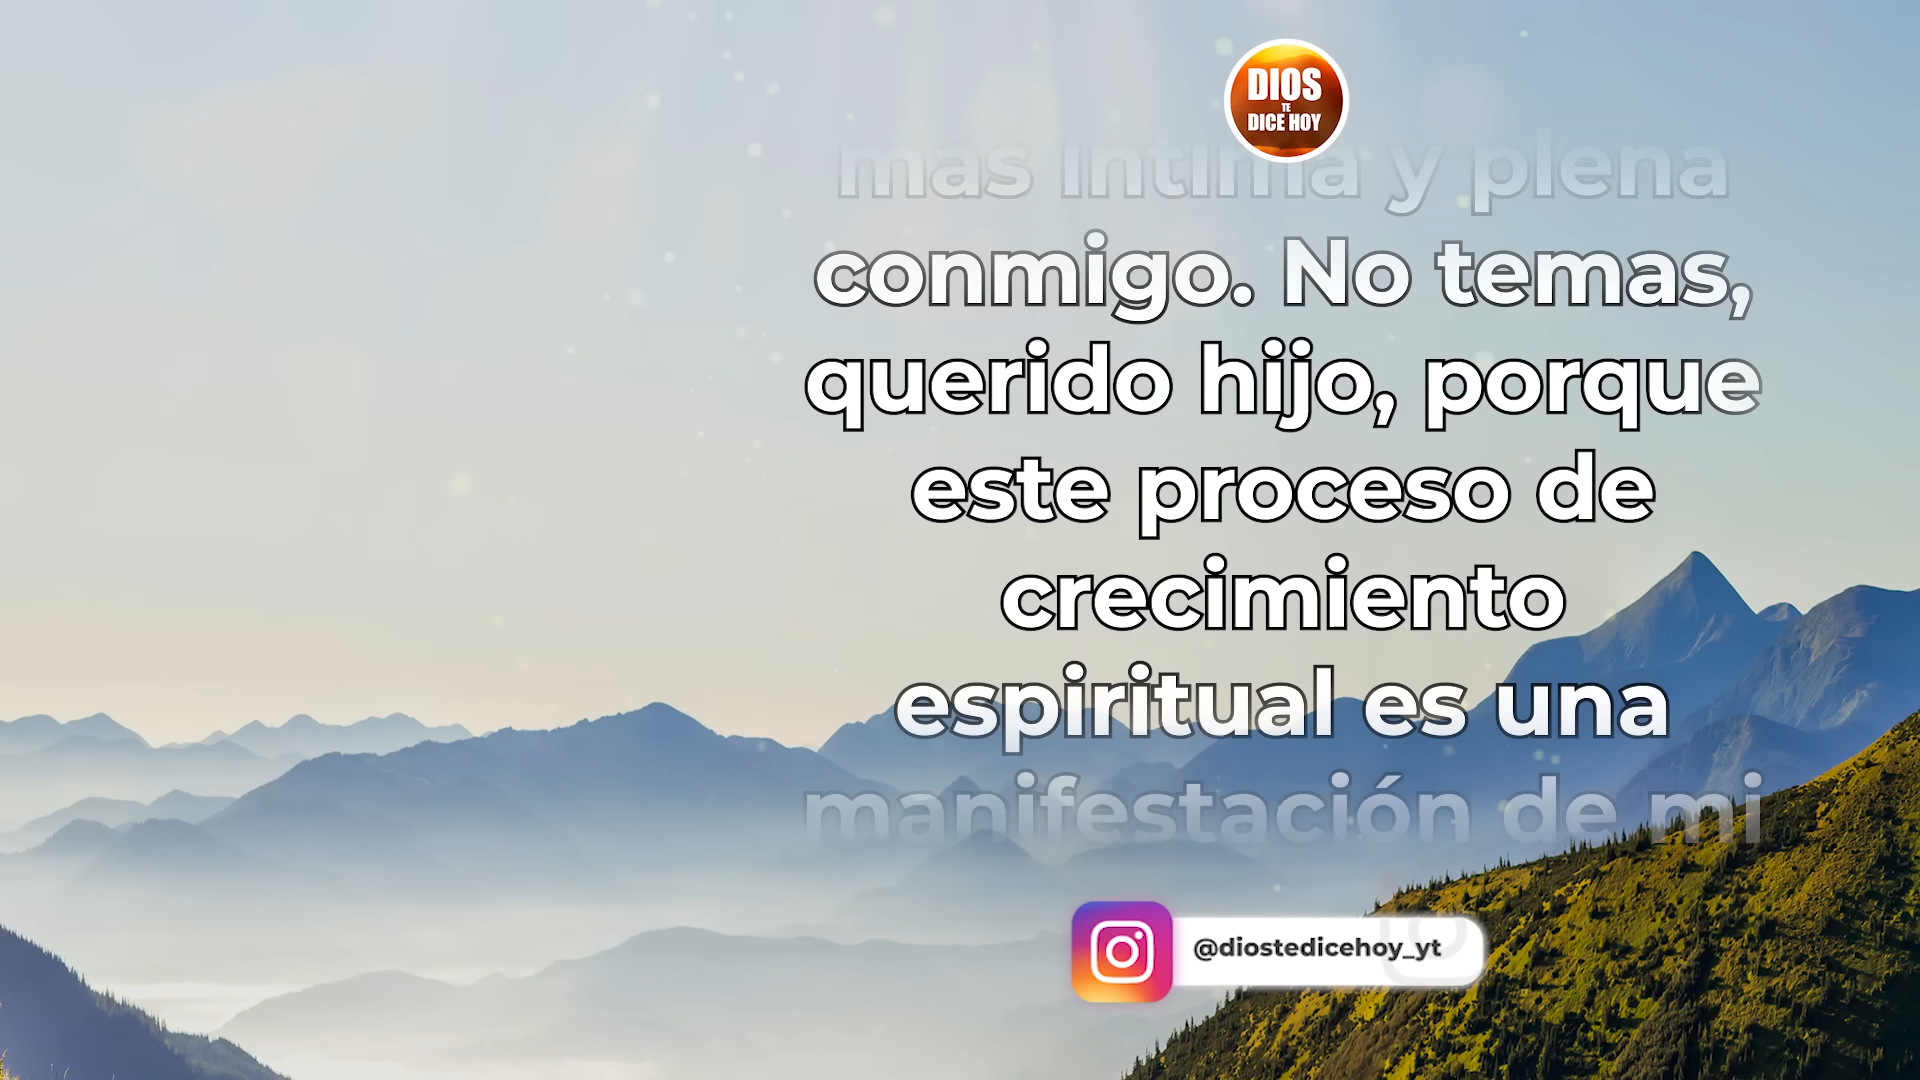 DIOS
TE
DICE HOY
mas íntima y plena
conmigo. No temas,
querido hijo, porque
este proceso de
crecimiento
espiritual es una
manifestación de mi
@diostedicehoy_yt